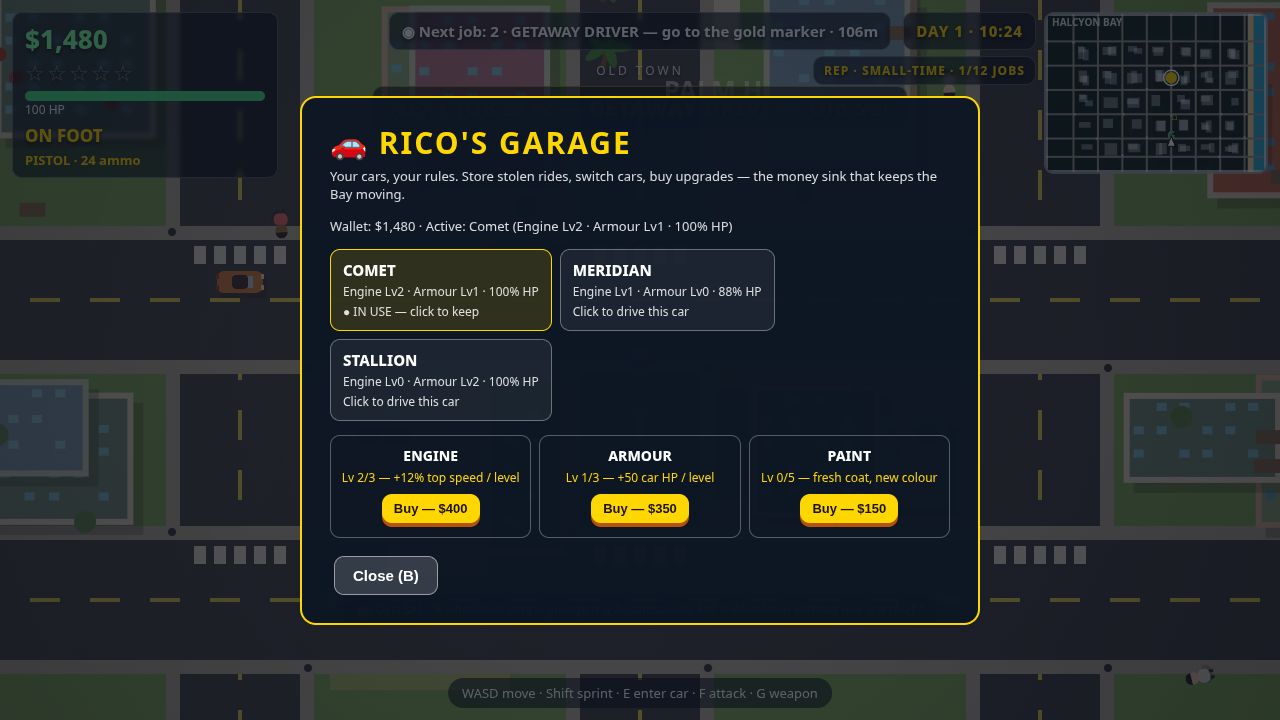 $1,480
☆☆☆☆☆
100 HP
ON FOOT
PISTOL · 24 ammo
◉ Next job: 2 · GETAWAY DRIVER — go to the gold marker · 106m
DAY 1 · 10:24
OLD TOWN
REP · SMALL-TIME · 1/12 JOBS
HALCYON BAY
🚗 RICO'S GARAGE
Your cars, your rules. Store stolen rides, switch cars, buy upgrades — the money sink that keeps the
Bay moving.
Wallet: $1,480 · Active: Comet (Engine Lv2 · Armour Lv1 · 100% HP)
COMET
Engine Lv2 · Armour Lv1 · 100% HP
● IN USE — click to keep
MERIDIAN
Engine Lv1 · Armour Lv0 · 88% HP
Click to drive this car
STALLION
Engine Lv0 · Armour Lv2 · 100% HP
Click to drive this car
ENGINE
Lv 2/3 — +12% top speed / level
Buy — $400
ARMOUR
Lv 1/3 — +50 car HP / level
Buy — $350
PAINT
Lv 0/5 — fresh coat, new colour
Buy — $150
Close (B)
WASD move · Shift sprint · E enter car · F attack · G weapon